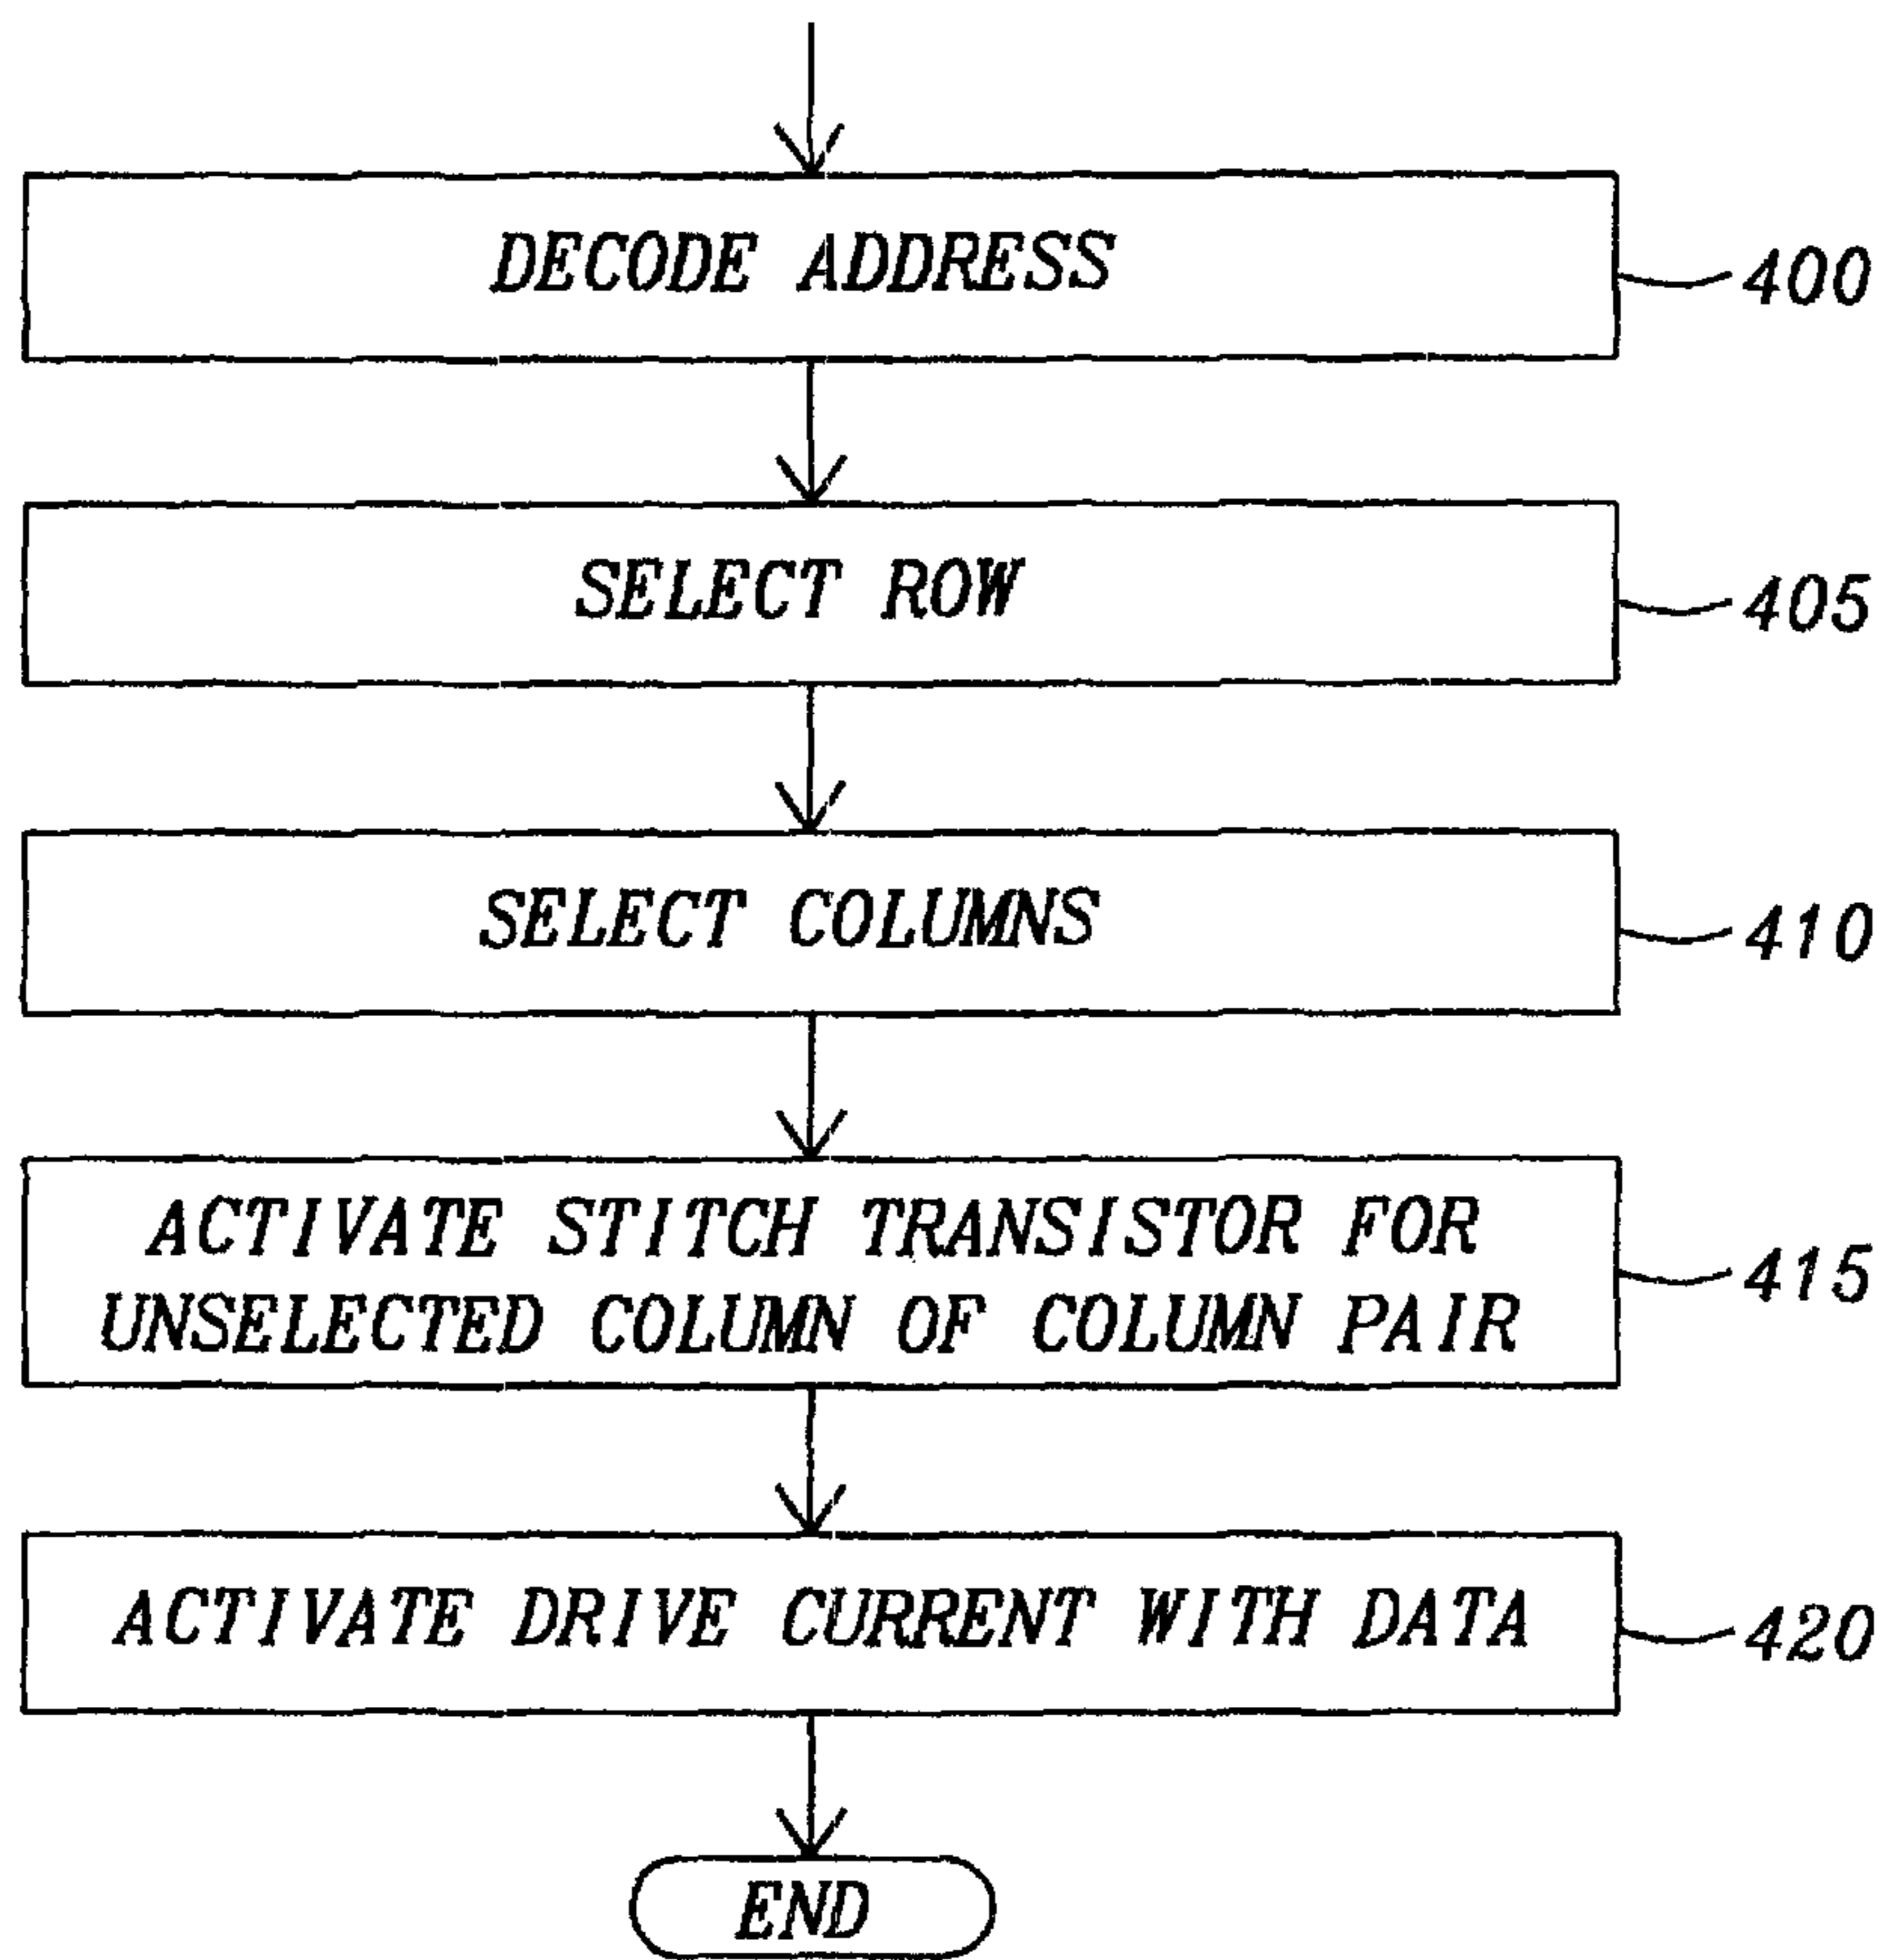 DECODE ADDRESS
400
SELECT ROW
405
SELECT COLUMNS
410
ACTIVATE STITCH TRANSISTOR FOR
UNSELECTED COLUMN OF COLUMN PAIR
415
ACTIVATE DRIVE CURRENT WITH DATA
420
END